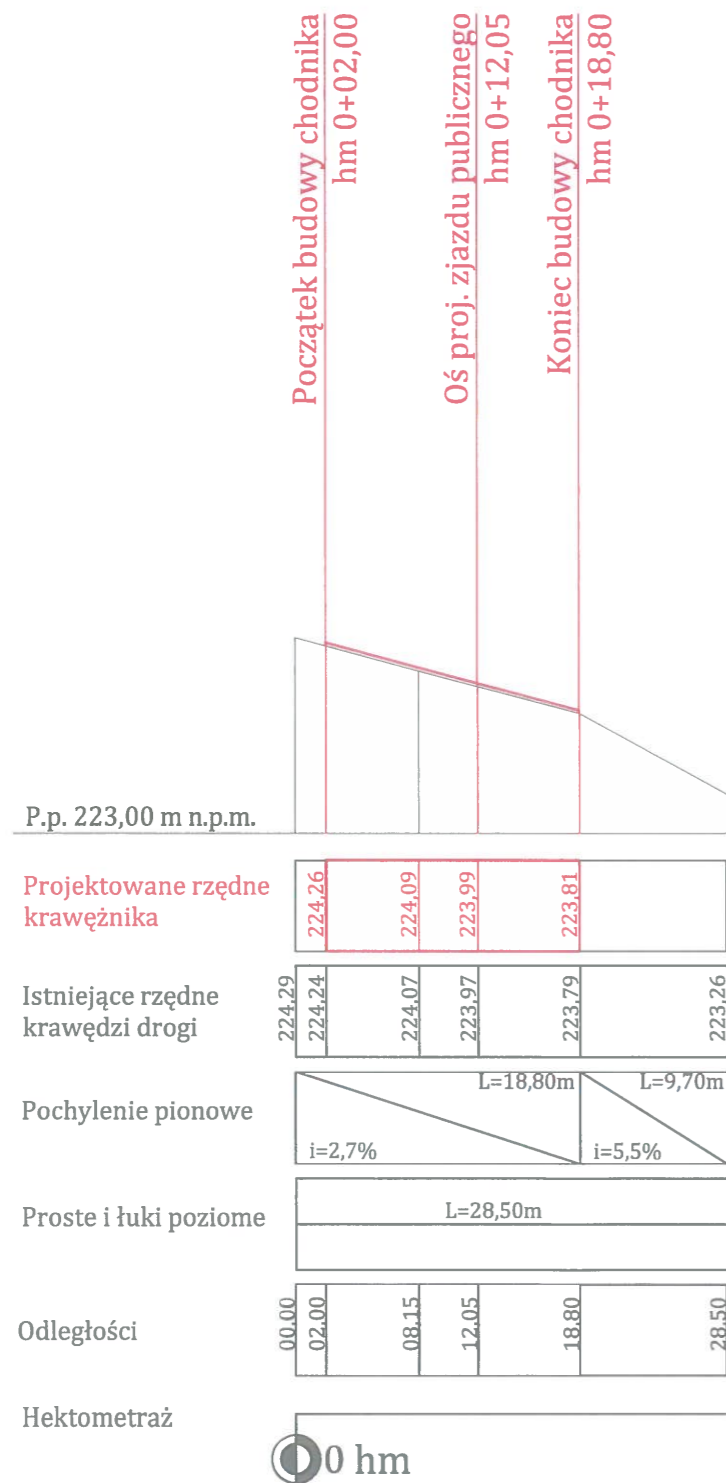 Początek budowy chodnika
hm 0+02,00
Oś proj. zjazdu publicznego
hm 0+12,05
Koniec budowy chodnika
hm 0+18,80
P.p. 223,00 m n.p.m.
Projektowane rzędne
krawężnika
224,26
224,09
223,99
223,81
Istniejące rzędne
krawędzi drogi
224,29
224,24
224,07
223,97
223,79
223,26
Pochylenie pionowe
L=18,80m
i=2,7%
L=9,70m
i=5,5%
Proste i łuki poziome
L=28,50m
Odległości
00.00
02.00
08.15
12.05
18.80
28.50
Hektometraż
0 hm